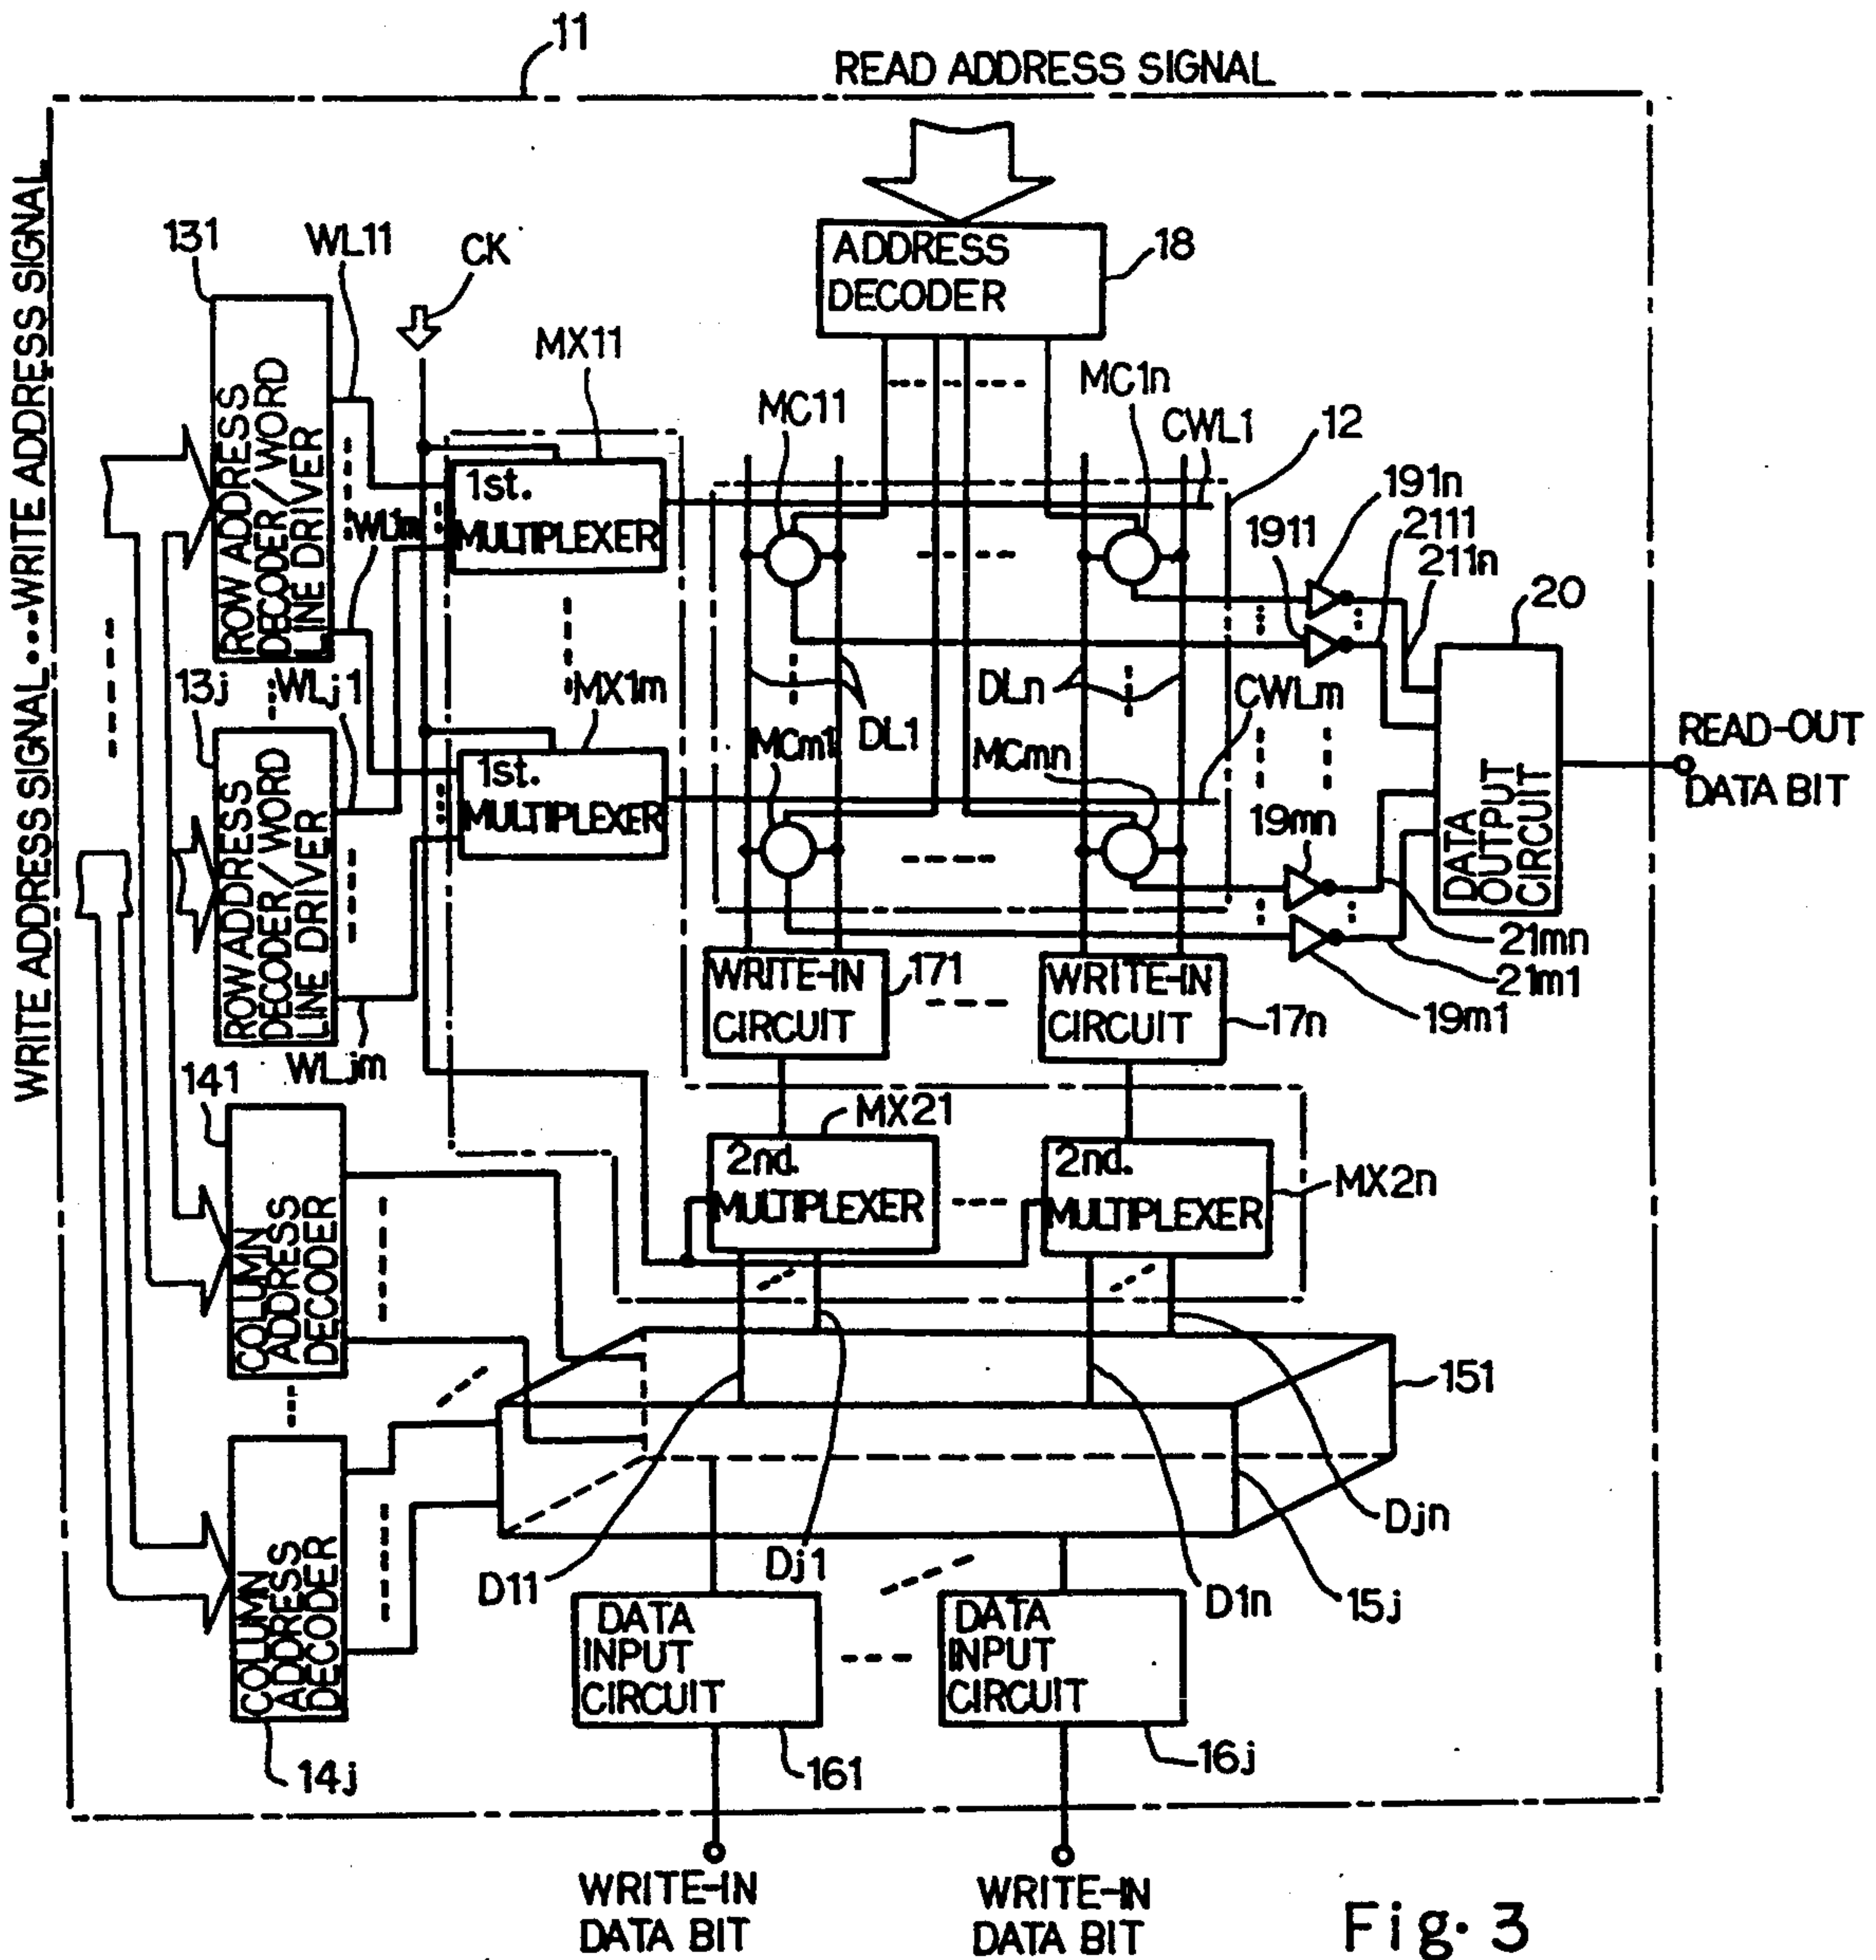 11
READ ADDRESS SIGNAL
WRITE ADDRESS SIGNAL...WRITE ADDRESS SIGNAL
131
WL11
CK
ADDRESS
DECODER
18
MX11
MC11
MC1n
CWL1
12
ROW ADDRESS
DECODER/WORD
LINE DRIVER
1st.
MULTIPLEXER
WL1m
191n
1911
2111
211n
20
13j
WLj1
MX1m
DL1
DLn
CWLm
MCm1
MCmn
READ-OUT
DATA BIT
ROW ADDRESS
DECODER/WORD
LINE DRIVER
1st.
MULTIPLEXER
19mn
DATA
OUTPUT
CIRCUIT
21mn
21m1
19m1
WRITE-IN
CIRCUIT
171
WRITE-IN
CIRCUIT
17n
WLjm
141
MX21
2nd.
MULTIPLEXER
2nd.
MULTIPLEXER
MX2n
COLUMN
ADDRESS
DECODER
151
Djn
D11
Dj1
D1n
15j
COLUMN
ADDRESS
DECODER
DATA
INPUT
CIRCUIT
DATA
INPUT
CIRCUIT
14j
161
16j
WRITE-IN
DATA BIT
WRITE-IN
DATA BIT
Fig. 3